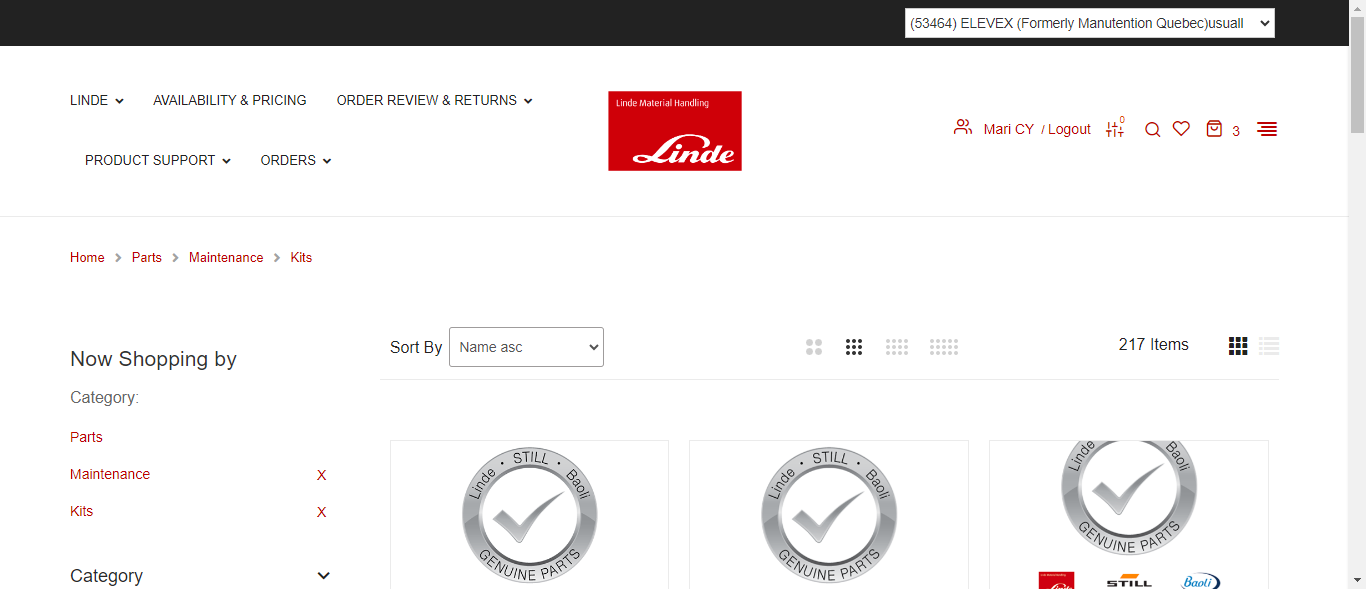 (53464) ELEVEX (Formerly Manutention Quebec)usuall
LINDE
AVAILABILITY & PRICING
ORDER REVIEW & RETURNS
PRODUCT SUPPORT
ORDERS
Linde Material Handling
Linde
Mari CY / Logout
0
3
Home
Parts
Maintenance
Kits
Now Shopping by
Category:
Parts
Maintenance X
Kits X
Category
Sort By Name asc
217 Items
Linde • STILL • Baoli
GENUINE PARTS
Linde • STILL • Baoli
GENUINE PARTS
Linde
Baoli
GENUINE PARTS
STILL
Baoli